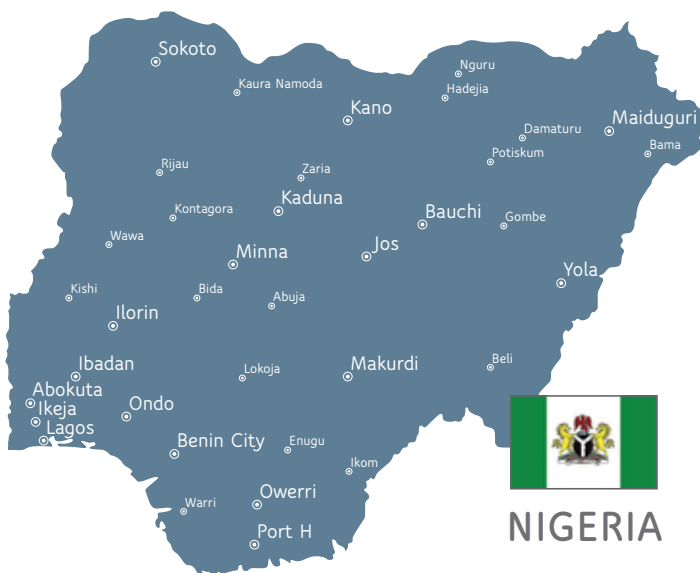 Sokoto
Nguru
Kaura Namoda
Hadejia
Kano
Maiduguri
Damaturu
Bama
Potiskum
Rijau
Zaria
Kaduna
Kontagora
Bauchi
Gombe
Wawa
Jos
Minna
Yola
Kishi
Bida
Abuja
Ilorin
Ibadan
Lokoja
Makurdi
Beli
Abokuta
Ondo
Ikeja
Lagos
Benin City
Enugu
Ikom
Owerri
Warri
NIGERIA
Port H